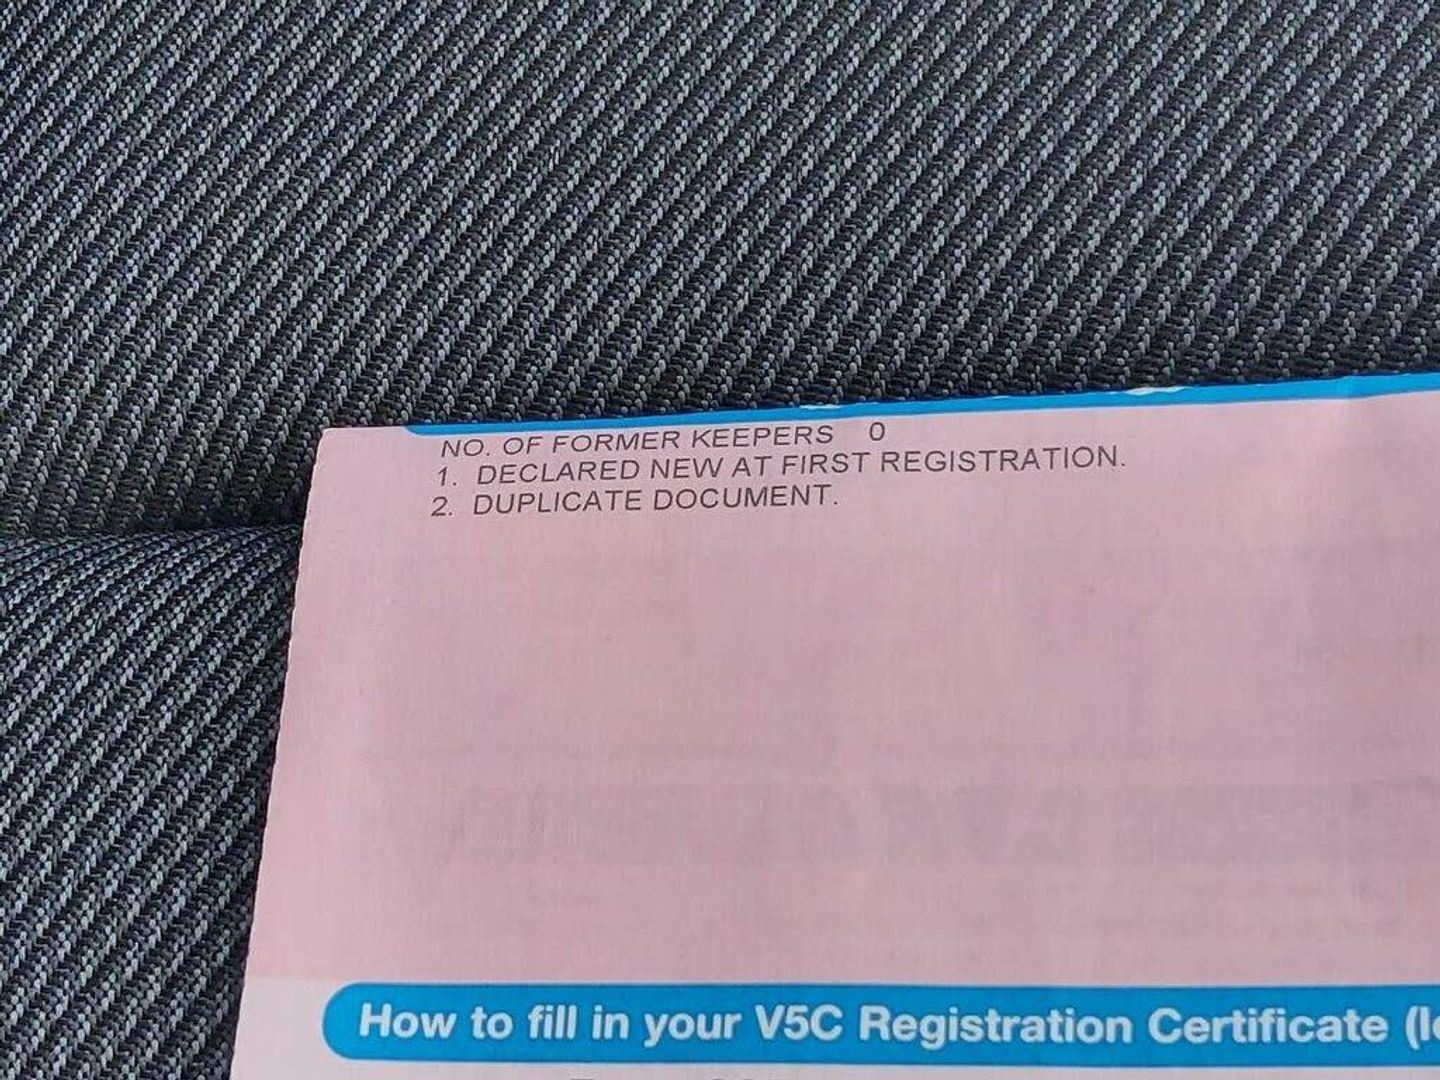 NO. OF FORMER KEEPERS 0
1. DECLARED NEW AT FIRST REGISTRATION.
2. DUPLICATE DOCUMENT.
How to fill in your V5C Registration Certificate